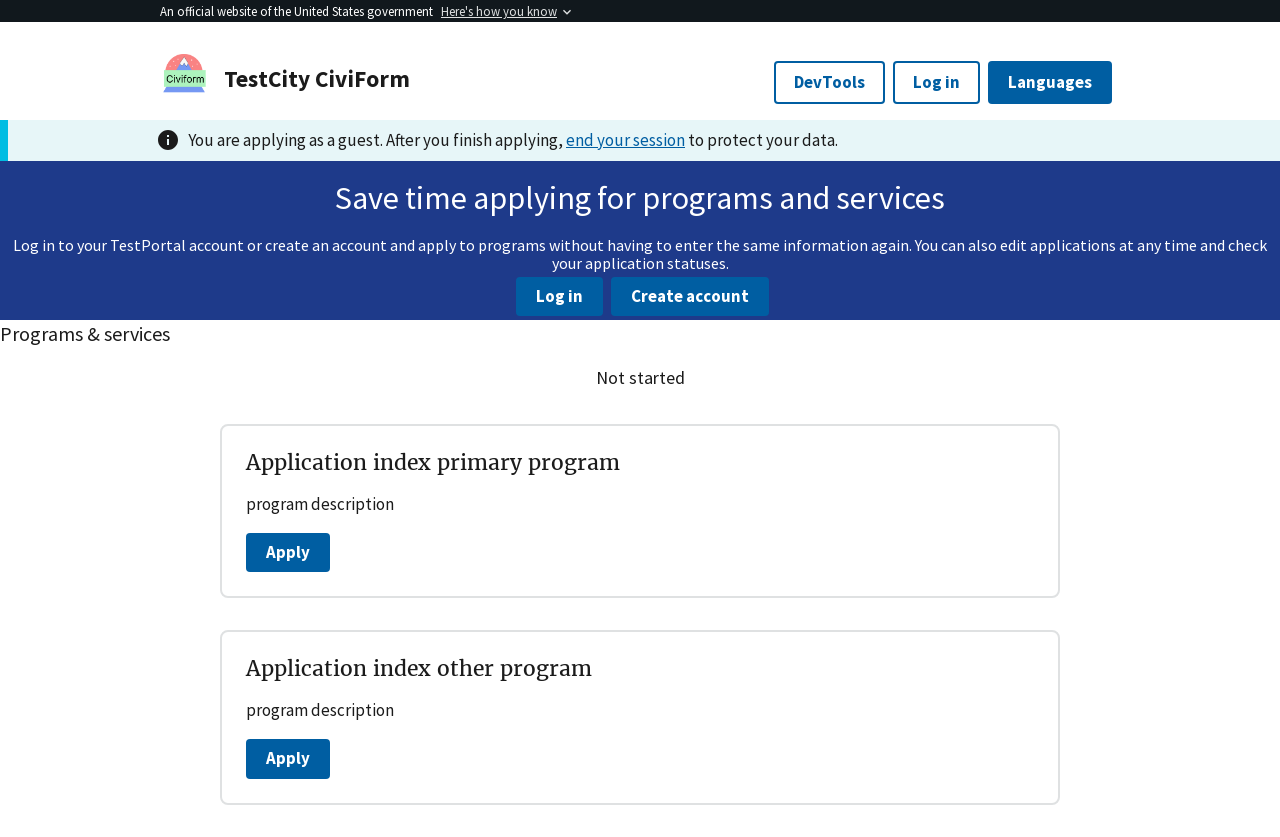 An official website of the United States government Here's how you know
Civiform
TestCity CiviForm
DevTools
Log in
Languages
You are applying as a guest. After you finish applying, end your session to protect your data.
Save time applying for programs and services
Log in to your TestPortal account or create an account and apply to programs without having to enter the same information again. You can also edit applications at any time and check
your application statuses.
Log in
Create account
Programs & services
Not started
Application index primary program
program description
Apply
Application index other program
program description
Apply